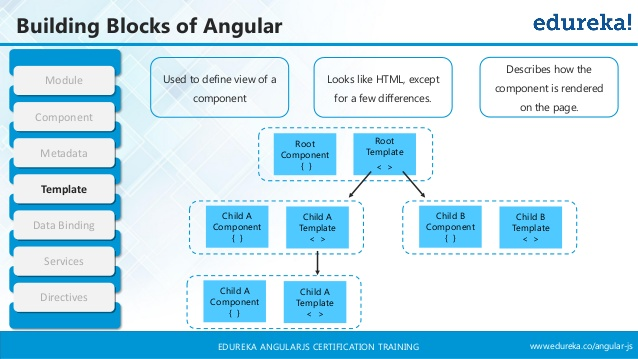 Building Blocks of Angular
edureka!
Module
Component
Metadata
Template
Data Binding
Services
Directives
Used to define view of a
component
Looks like HTML, except
for a few differences.
Describes how the
component is rendered
on the page.
Root
Component
{ }
Root
Template
< >
Child A
Component
{ }
Child A
Template
< >
Child B
Component
{ }
Child B
Template
< >
Child A
Component
{ }
Child A
Template
< >
EDUREKA ANGULARJS CERTIFICATION TRAINING
www.edureka.co/angular-js